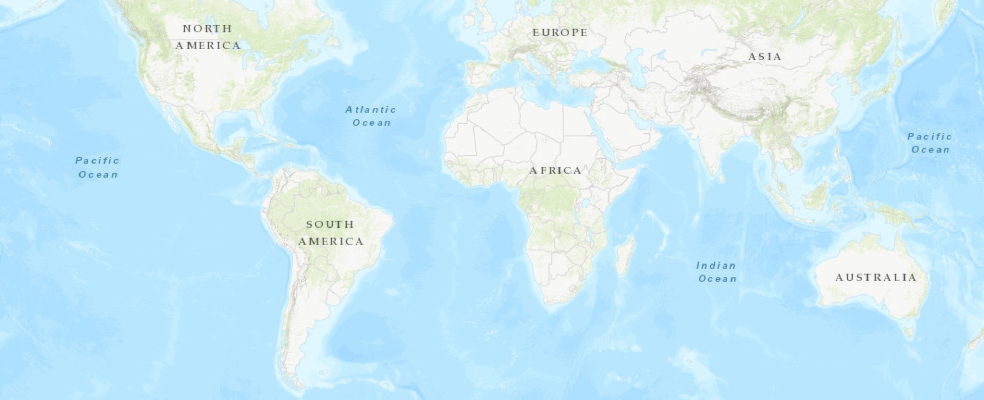 NORTH
AMERICA
EUROPE
ASIA
Atlantic
Ocean
Pacific
Ocean
Pacific
Ocean
AFRICA
SOUTH
AMERICA
Indian
Ocean
AUSTRALIA